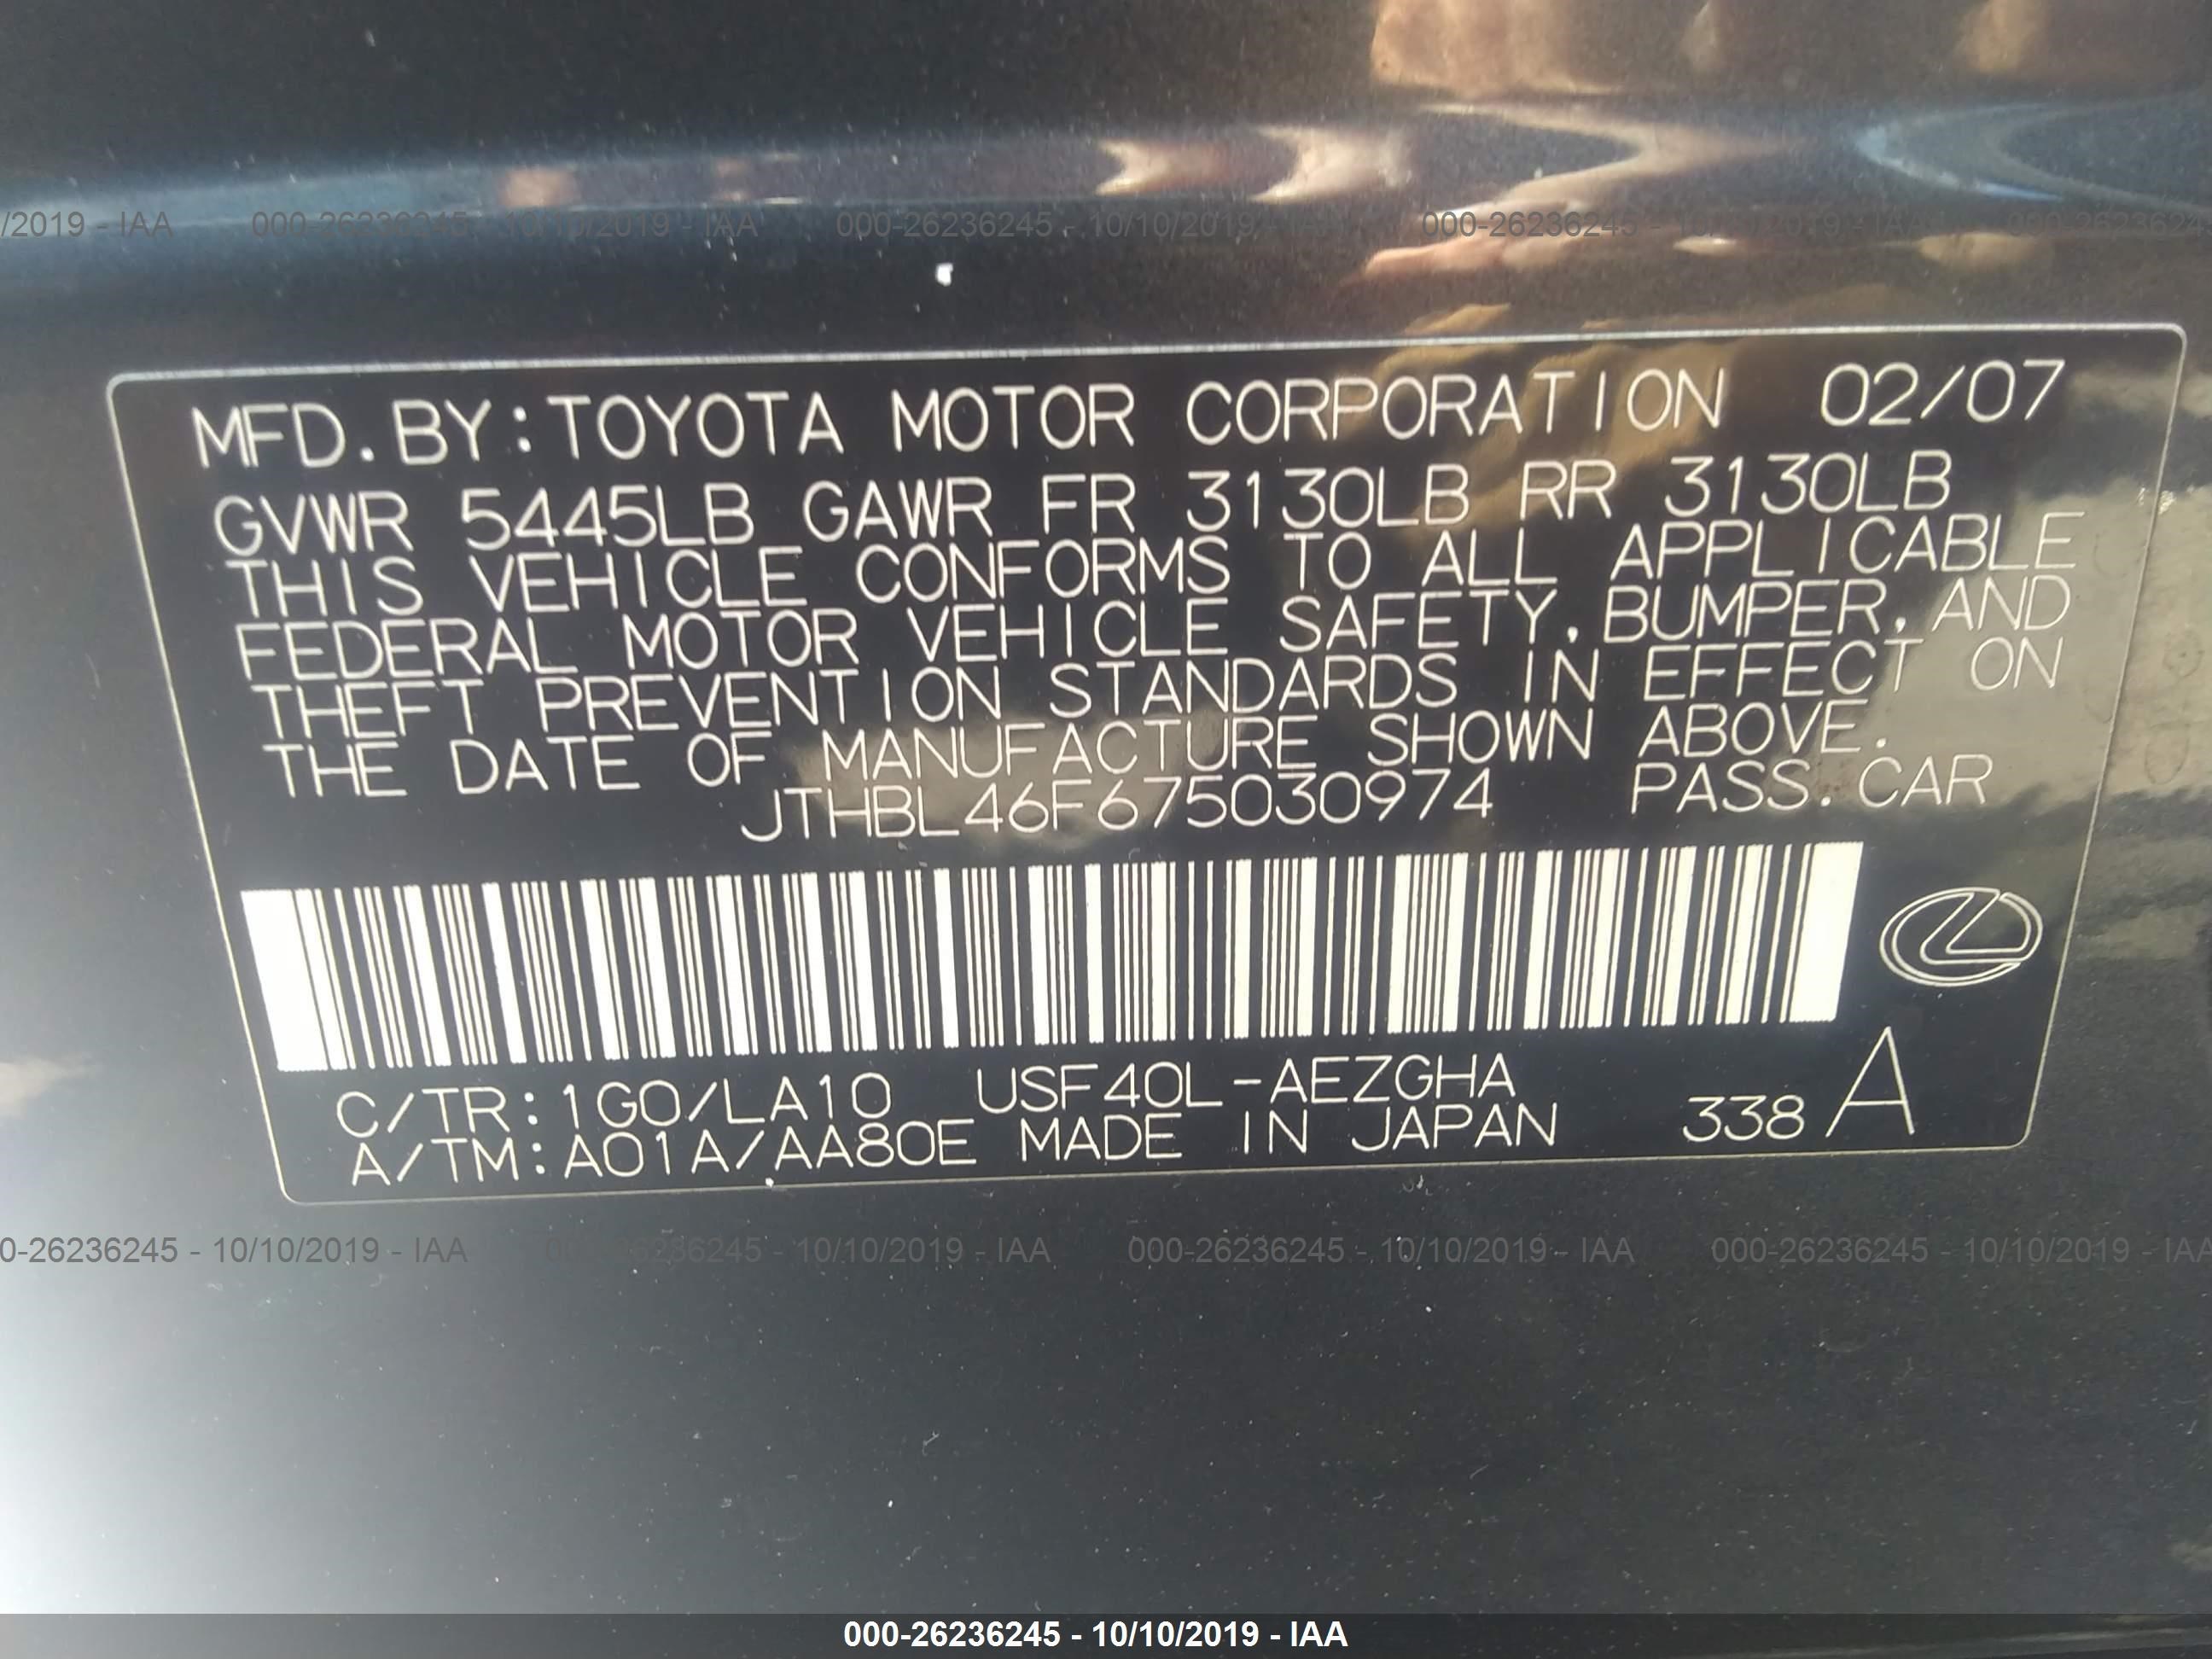 /2019 - IAA 000-26236245 - 10/10/2019 - IAA 000-26236245 - 10/10/2019 - IAA 000-26236245 - 10/10/2019 - IAA 000-26236245
MFD.BY:TOYOTA MOTOR CORPORATION 02/07
GVWR 5445LB GAWR FR 3130LB RR 3130LB
THIS VEHICLE CONFORMS TO ALL APPLICABLE
FEDERAL MOTOR VEHICLE SAFETY,BUMPER,AND
THEFT PREVENTION STANDARDS IN EFFECT ON
THE DATE OF MANUFACTURE SHOWN ABOVE.
JTHBL46F675030974 PASS.CAR
C/TR:1G0/LA10 USF40L-AEZGHA
A/TM:A01A/AA80E MADE IN JAPAN 338 A
0-26236245 - 10/10/2019 - IAA 000-26236245 - 10/10/2019 - IAA 000-26236245 - 10/10/2019 - IAA 000-26236245 - 10/10/2019 - IAA
000-26236245 - 10/10/2019 - IAA